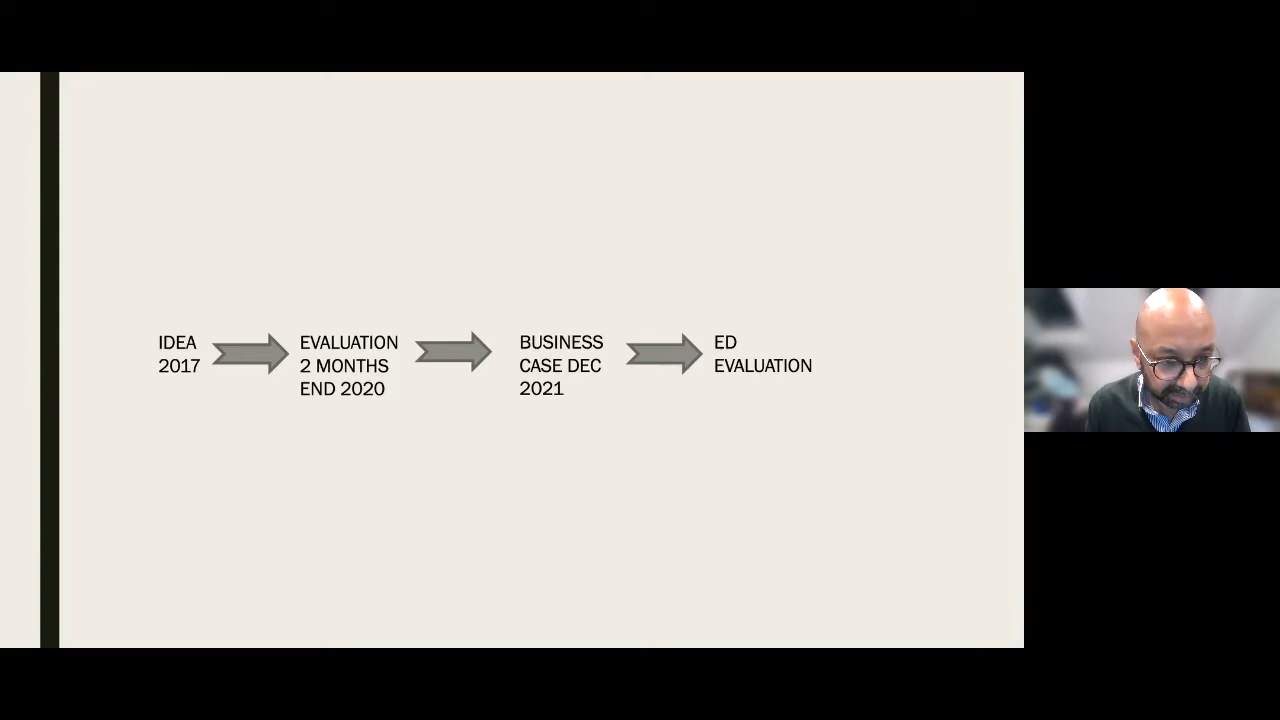 IDEA
2017
EVALUATION
2 MONTHS
END 2020
BUSINESS
CASE DEC
2021
ED
EVALUATION